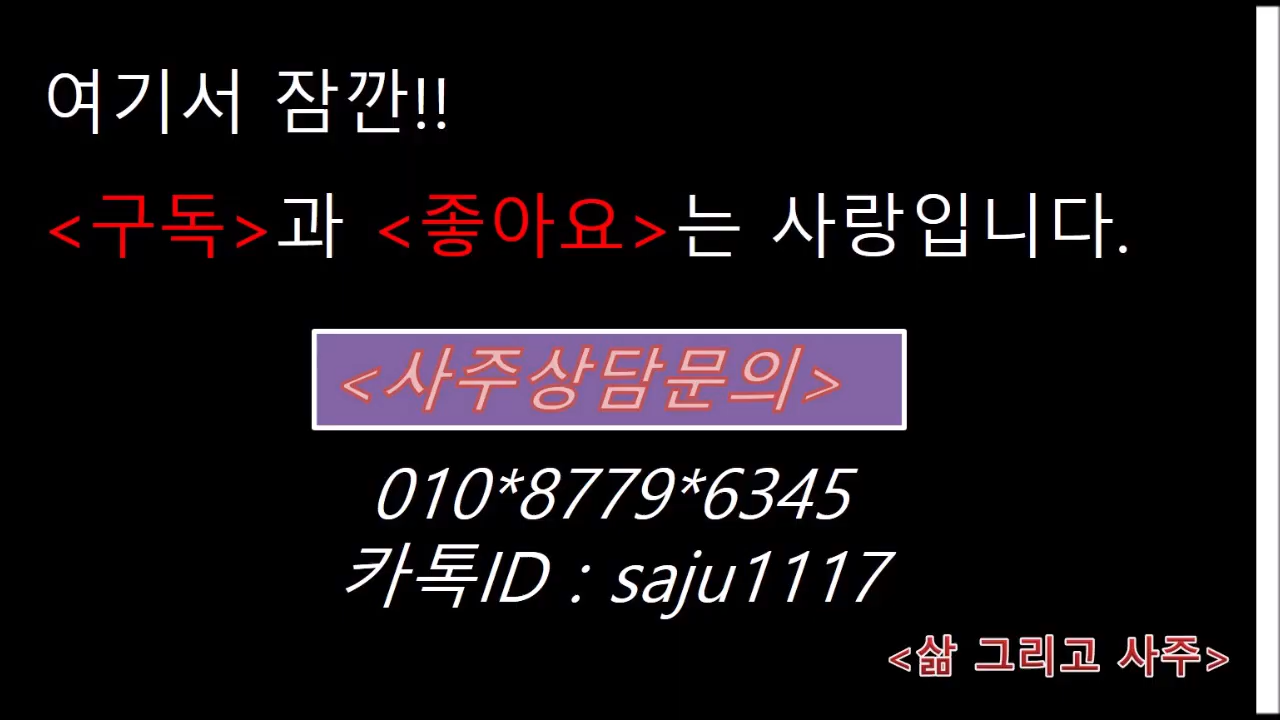 여기서 잠깐!!
<구독>과 <좋아요>는 사랑입니다.
<사주상담문의>
010*8779*6345
카톡ID : saju1117
<삶 그리고 사주>